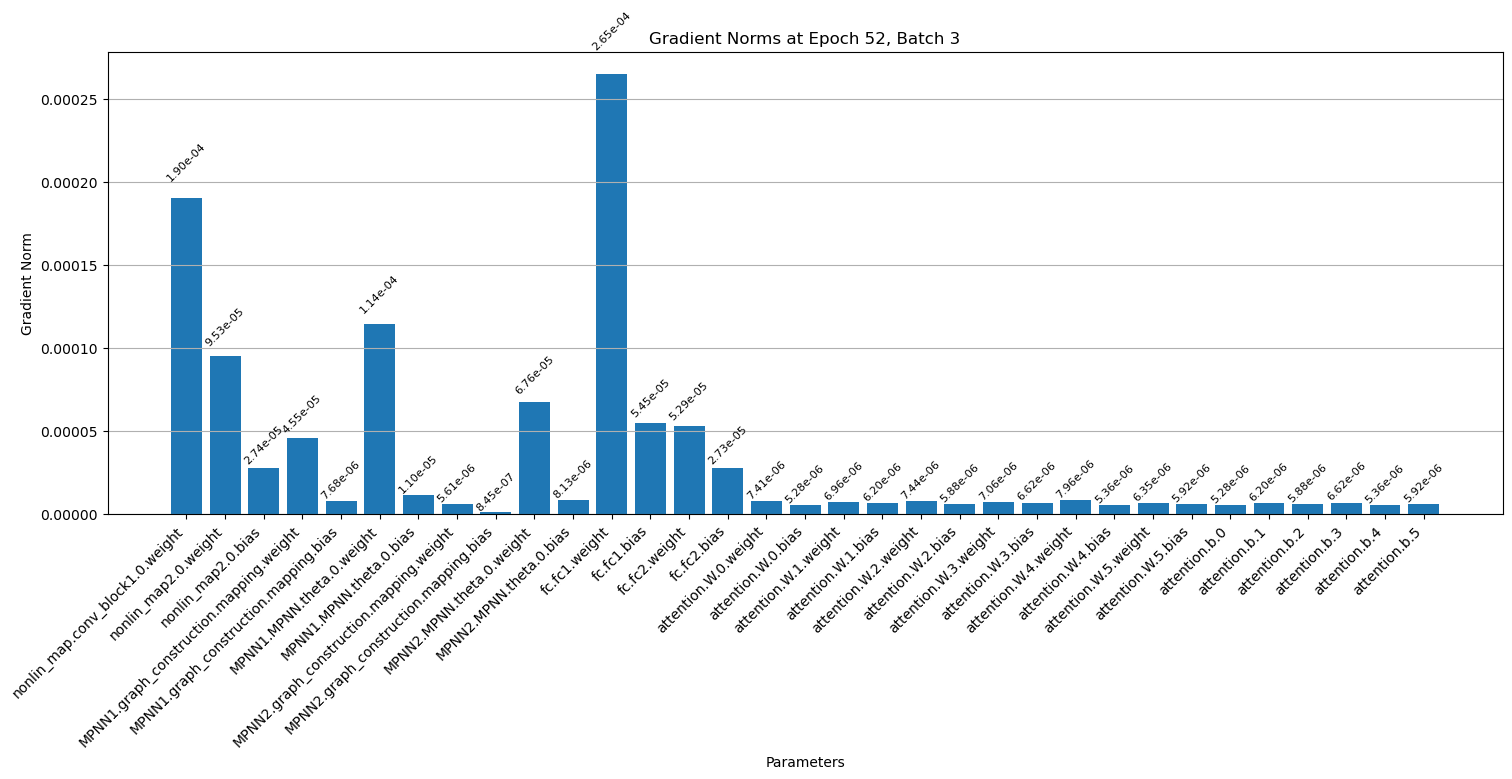 Gradient Norms at Epoch 52, Batch 3
Gradient Norm
0.00025
0.00020
0.00015
0.00010
0.00005
0.00000
1.90e-04
9.53e-05
2.74e-05
4.55e-05
7.68e-06
1.14e-04
1.10e-05
5.61e-06
8.45e-07
6.76e-05
8.13e-06
2.65e-04
5.45e-05
5.29e-05
2.73e-05
7.41e-06
5.28e-06
6.96e-06
6.20e-06
7.44e-06
5.88e-06
7.06e-06
6.62e-06
7.96e-06
5.36e-06
6.35e-06
5.92e-06
5.28e-06
6.20e-06
5.88e-06
6.62e-06
5.36e-06
5.92e-06
nonlin_map.conv_block1.0.weight
nonlin_map2.0.weight
nonlin_map2.0.bias
MPNN1.graph_construction.mapping.weight
MPNN1.graph_construction.mapping.bias
MPNN1.MPNN.theta.0.weight
MPNN1.MPNN.theta.0.bias
MPNN2.graph_construction.mapping.weight
MPNN2.graph_construction.mapping.bias
MPNN2.MPNN.theta.0.weight
MPNN2.MPNN.theta.0.bias
fc.fc1.weight
fc.fc1.bias
fc.fc2.weight
fc.fc2.bias
attention.W.0.weight
attention.W.0.bias
attention.W.1.weight
attention.W.1.bias
attention.W.2.weight
attention.W.2.bias
attention.W.3.weight
attention.W.3.bias
attention.W.4.weight
attention.W.4.bias
attention.W.5.weight
attention.W.5.bias
attention.b.0
attention.b.1
attention.b.2
attention.b.3
attention.b.4
attention.b.5
Parameters